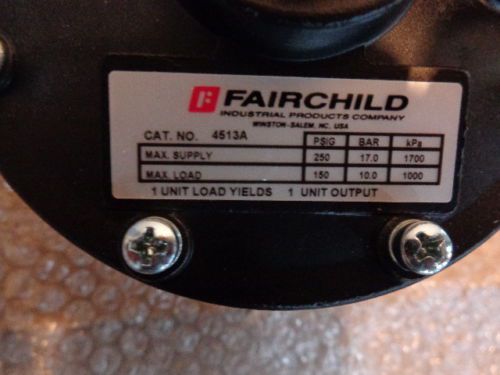 FAIRCHILD
INDUSTRIAL PRODUCTS COMPANY
WINSTON-SALEM, NC, USA
CAT. NO. 4513A PSIG BAR kPa
MAX. SUPPLY 250 17.0 1700
MAX. LOAD 150 10.0 1000
1 UNIT LOAD YIELDS 1 UNIT OUTPUT